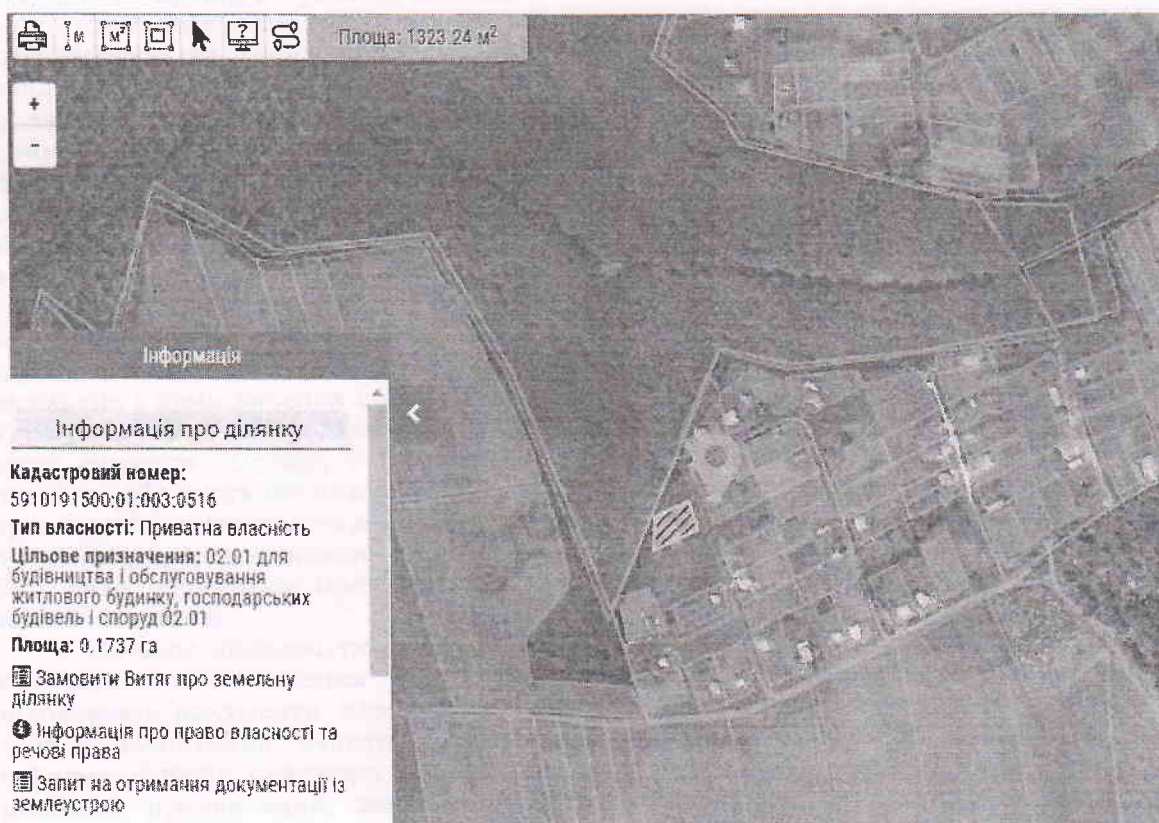 М м² Площа: 1323.24 м²
+
-
Інформація
Інформація про ділянку
Кадастровий номер:
5910191500:01:003:0516
Тип власності: Приватна власність
Цільове призначення: 02.01 для
будівництва і обслуговування
житлового будинку, господарських
будівель і споруд 02.01
Площа: 0.1737 га
Замовити Витяг про земельну
ділянку
Інформація про право власності та
речові права
Запит на отримання документації із
землеустрою